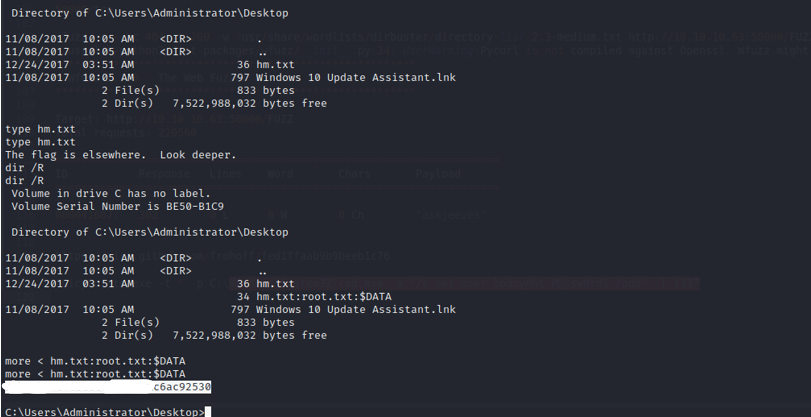 Directory of C:\Users\Administrator\Desktop
11/08/2017 10:05 AM <DIR> .
11/08/2017 10:05 AM <DIR> ..
12/24/2017 03:51 AM 36 hm.txt
11/08/2017 10:05 AM 797 Windows 10 Update Assistant.lnk
2 File(s) 833 bytes
2 Dir(s) 7,522,988,032 bytes free
type hm.txt
type hm.txt
The flag is elsewhere. Look deeper.
dir /R
dir /R
Volume in drive C has no label.
Volume Serial Number is BE50-B1C9
Directory of C:\Users\Administrator\Desktop
11/08/2017 10:05 AM <DIR> .
11/08/2017 10:05 AM <DIR> ..
12/24/2017 03:51 AM 36 hm.txt
34 hm.txt:root.txt:$DATA
11/08/2017 10:05 AM 797 Windows 10 Update Assistant.lnk
2 File(s) 833 bytes
2 Dir(s) 7,522,988,032 bytes free
more < hm.txt:root.txt:$DATA
more < hm.txt:root.txt:$DATA
c6ac92530
C:\Users\Administrator\Desktop>